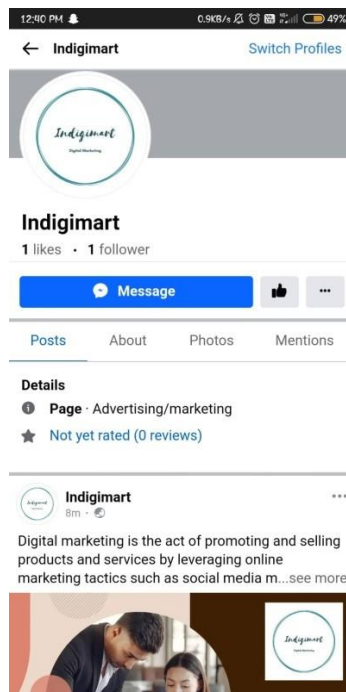 12:40 PM 0.9KB/s 49%
Indigimart Switch Profiles
Indigimart
Digital Marketing
Indigimart
1 likes · 1 follower
Message
Posts About Photos Mentions
Details
Page · Advertising/marketing
Not yet rated (0 reviews)
Indigimart
Indigimart
8m ·
Digital marketing is the act of promoting and selling
products and services by leveraging online
marketing tactics such as social media m...see more
Indigimart
Digital Marketing